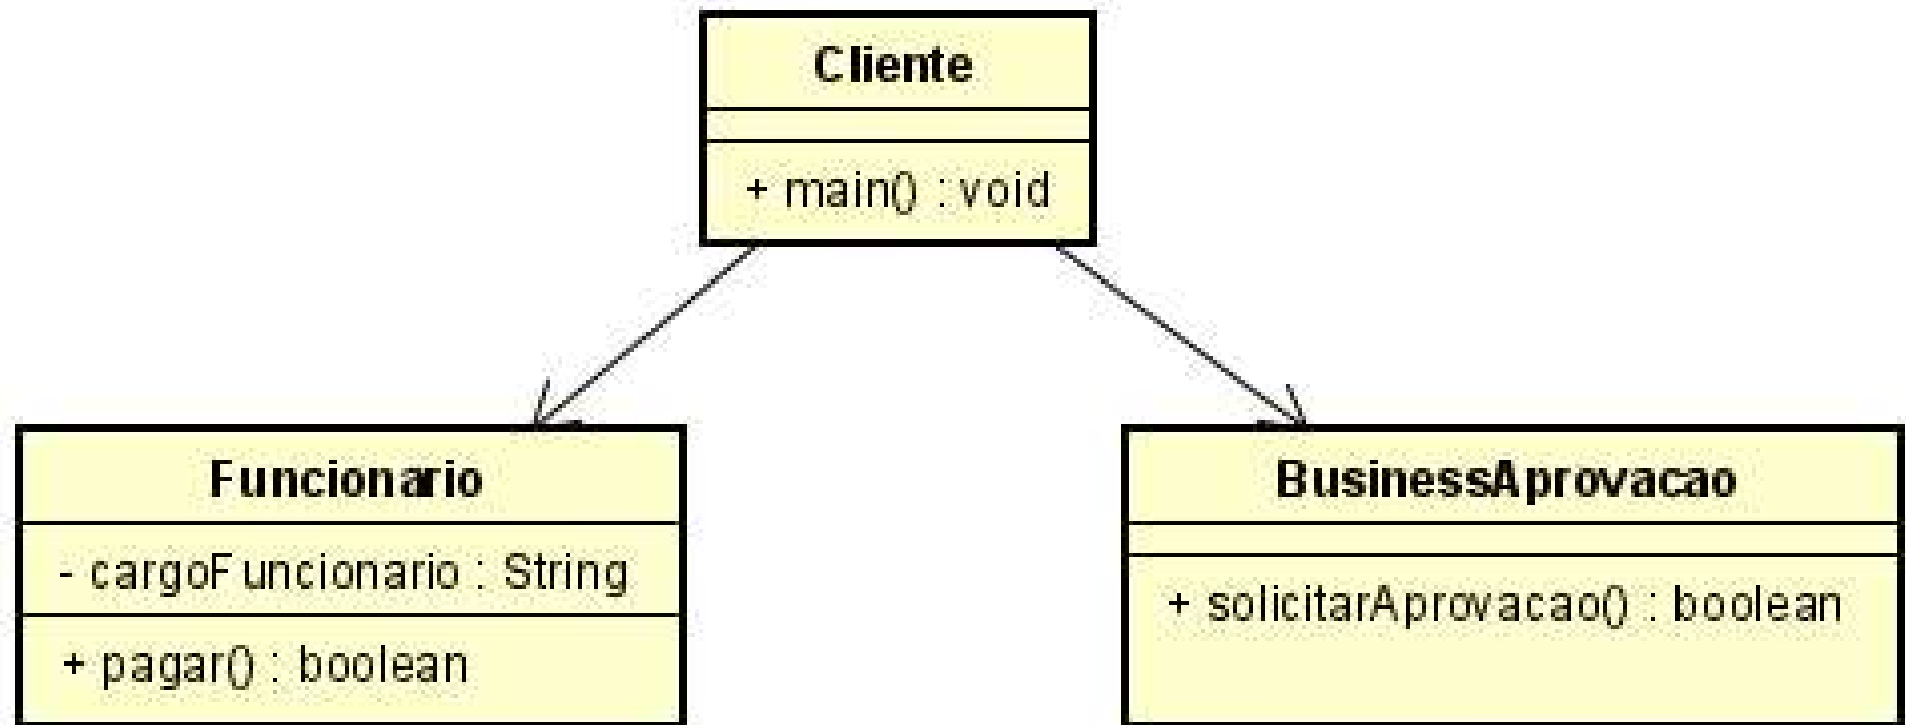 Cliente
+ main() : void
Funcionario
- cargoFuncionario : String
+ pagar() : boolean
BusinessAprovacao
+ solicitarAprovacao() : boolean